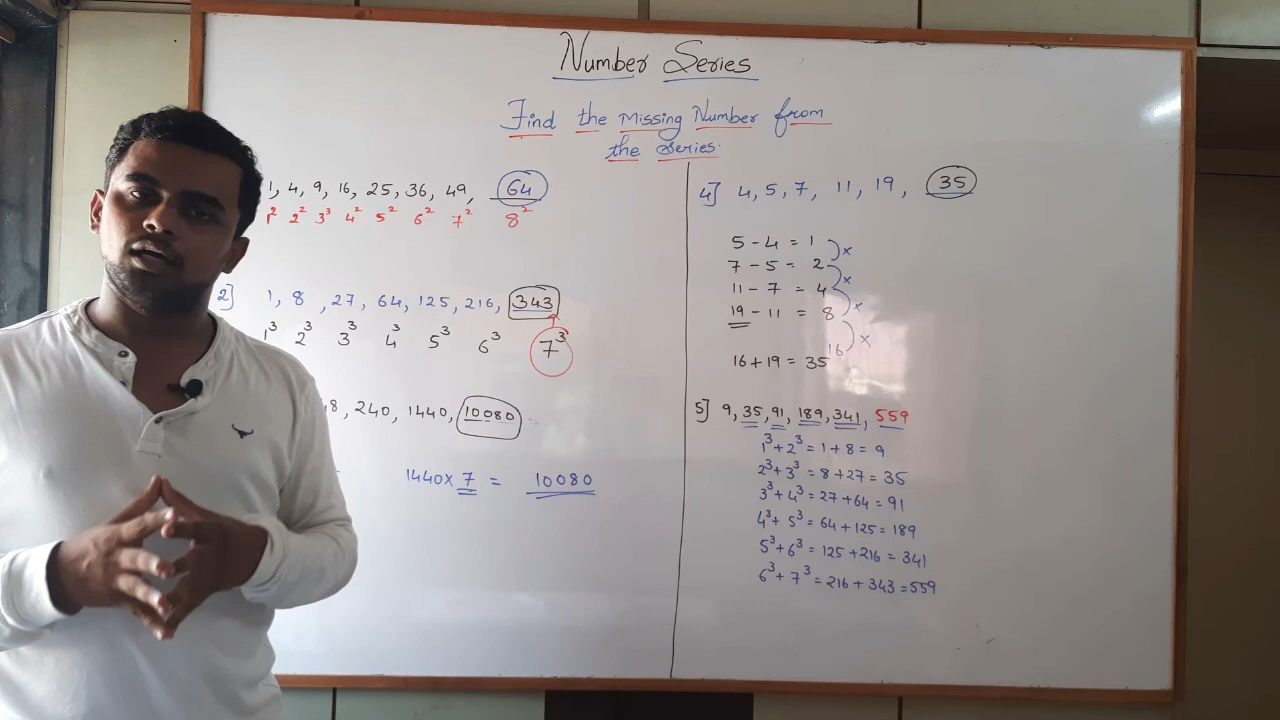 Number Series
Find the Missing Number from
the Series.
1, 4, 9, 16, 25, 36, 49, 64
1² 2² 3³ 4² 5² 6² 7² 8²
2] 1, 8, 27, 64, 125, 216, 343
1³ 2³ 3³ 4³ 5³ 6³ 7³
8, 240, 1440, 10080
1440 x 7 = 10080
4] 4, 5, 7, 11, 19, 35
5 - 4 = 1 x
7 - 5 = 2 x
11 - 7 = 4 x
19 - 11 = 8 x
16
16 + 19 = 35
5] 9, 35, 91, 189, 341, 559
1³ + 2³ = 1 + 8 = 9
2³ + 3³ = 8 + 27 = 35
3³ + 4³ = 27 + 64 = 91
4³ + 5³ = 64 + 125 = 189
5³ + 6³ = 125 + 216 = 341
6³ + 7³ = 216 + 343 = 559